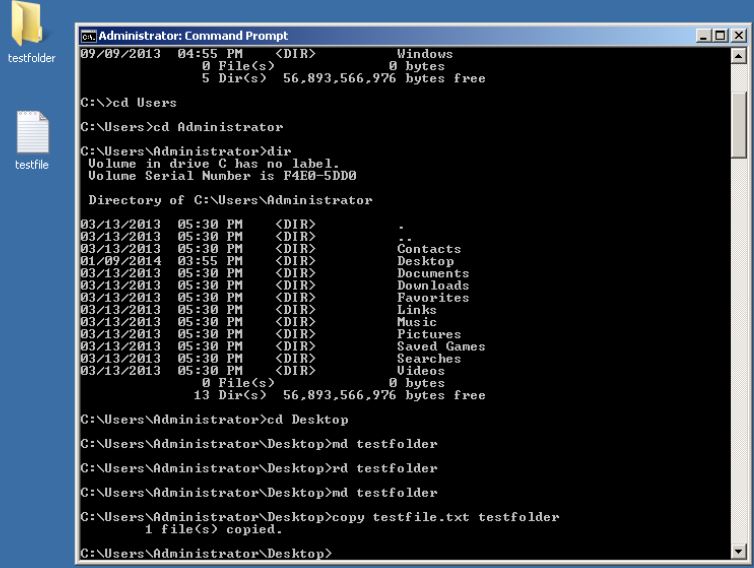 testfolder
testfile
Administrator: Command Prompt
09/09/2013  04:55 PM    <DIR>          Windows
               0 File(s)              0 bytes
               5 Dir(s)  56,893,566,976 bytes free
C:\>cd Users
C:\Users>cd Administrator
C:\Users\Administrator>dir
 Volume in drive C has no label.
 Volume Serial Number is F4E0-5DD0
 Directory of C:\Users\Administrator
03/13/2013  05:30 PM    <DIR>          .
03/13/2013  05:30 PM    <DIR>          ..
03/13/2013  05:30 PM    <DIR>          Contacts
01/09/2014  03:55 PM    <DIR>          Desktop
03/13/2013  05:30 PM    <DIR>          Documents
03/13/2013  05:30 PM    <DIR>          Downloads
03/13/2013  05:30 PM    <DIR>          Favorites
03/13/2013  05:30 PM    <DIR>          Links
03/13/2013  05:30 PM    <DIR>          Music
03/13/2013  05:30 PM    <DIR>          Pictures
03/13/2013  05:30 PM    <DIR>          Saved Games
03/13/2013  05:30 PM    <DIR>          Searches
03/13/2013  05:30 PM    <DIR>          Videos
               0 File(s)              0 bytes
              13 Dir(s)  56,893,566,976 bytes free
C:\Users\Administrator>cd Desktop
C:\Users\Administrator\Desktop>md testfolder
C:\Users\Administrator\Desktop>rd testfolder
C:\Users\Administrator\Desktop>md testfolder
C:\Users\Administrator\Desktop>copy testfile.txt testfolder
        1 file(s) copied.
C:\Users\Administrator\Desktop>